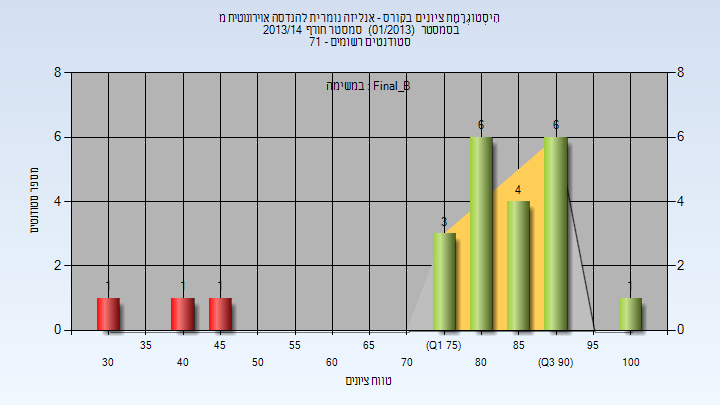 היסטוגרמת ציונים בקורס - אנליזה נומרית להנדסה אוירונוטית מ
בסמסטר (01/2013) סמסטר חורף 2013/14
סטודנטים רשומים - 71
במשימה : Final_B
8 8
6 6
4 4
2 2
0 0
מספר סטודנטים
1 1 1 3 6 4 6 1
35 45 55 65 (Q1 75) 85 95
30 40 50 60 70 80 (Q3 90) 100
טווח ציונים